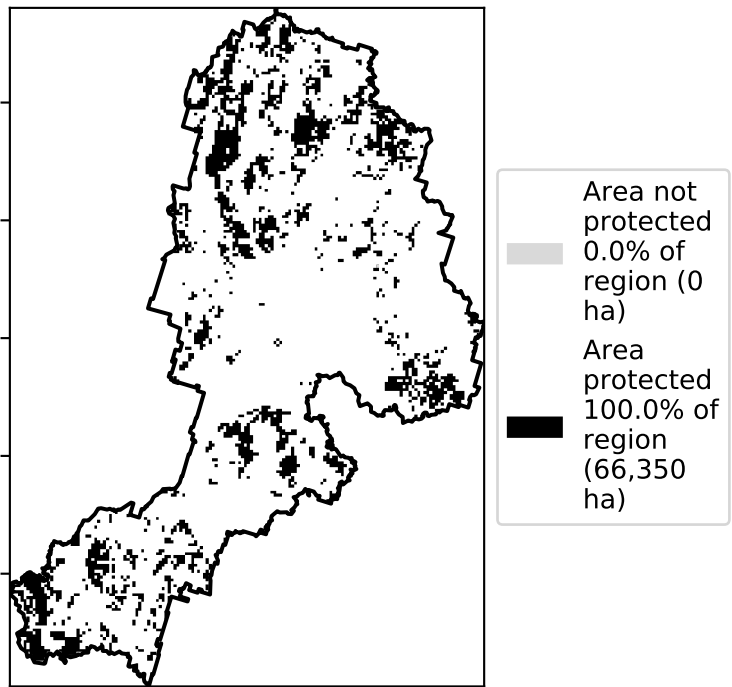 Area not
protected
0.0% of
region (0
ha)
Area
protected
100.0% of
region
(66,350
ha)